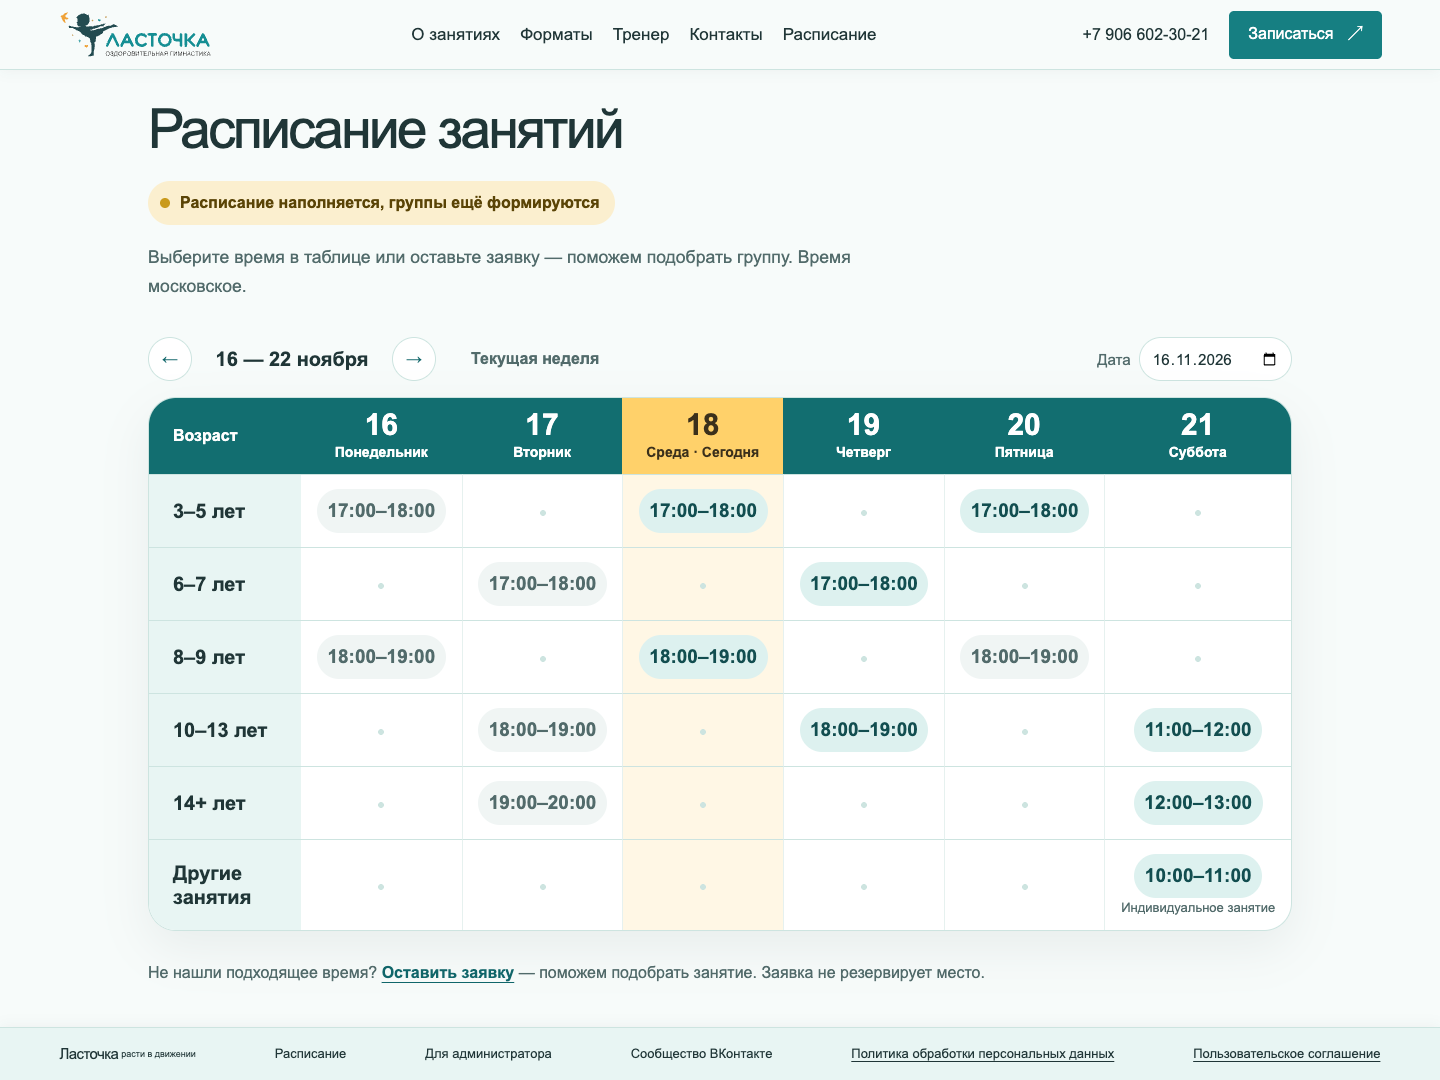 ЛАСТОЧКА
ОЗДОРОВИТЕЛЬНАЯ ГИМНАСТИКА
О занятиях Форматы Тренер Контакты Расписание
+7 906 602-30-21
Записаться
Расписание занятий
Расписание наполняется, группы ещё формируются
Выберите время в таблице или оставьте заявку — поможем подобрать группу. Время
московское.
← 16 — 22 ноября → Текущая неделя Дата 16.11.2026
Возраст 16 17 18 19 20 21
Понедельник Вторник Среда · Сегодня Четверг Пятница Суббота
3–5 лет 17:00–18:00 17:00–18:00 17:00–18:00
6–7 лет 17:00–18:00 17:00–18:00
8–9 лет 18:00–19:00 18:00–19:00 18:00–19:00
10–13 лет 18:00–19:00 18:00–19:00 11:00–12:00
14+ лет 19:00–20:00 12:00–13:00
Другие
занятия
10:00–11:00
Индивидуальное занятие
Не нашли подходящее время? Оставить заявку — поможем подобрать занятие. Заявка не резервирует место.
Ласточка расти в движении Расписание Для администратора Сообщество ВКонтакте Политика обработки персональных данных Пользовательское соглашение